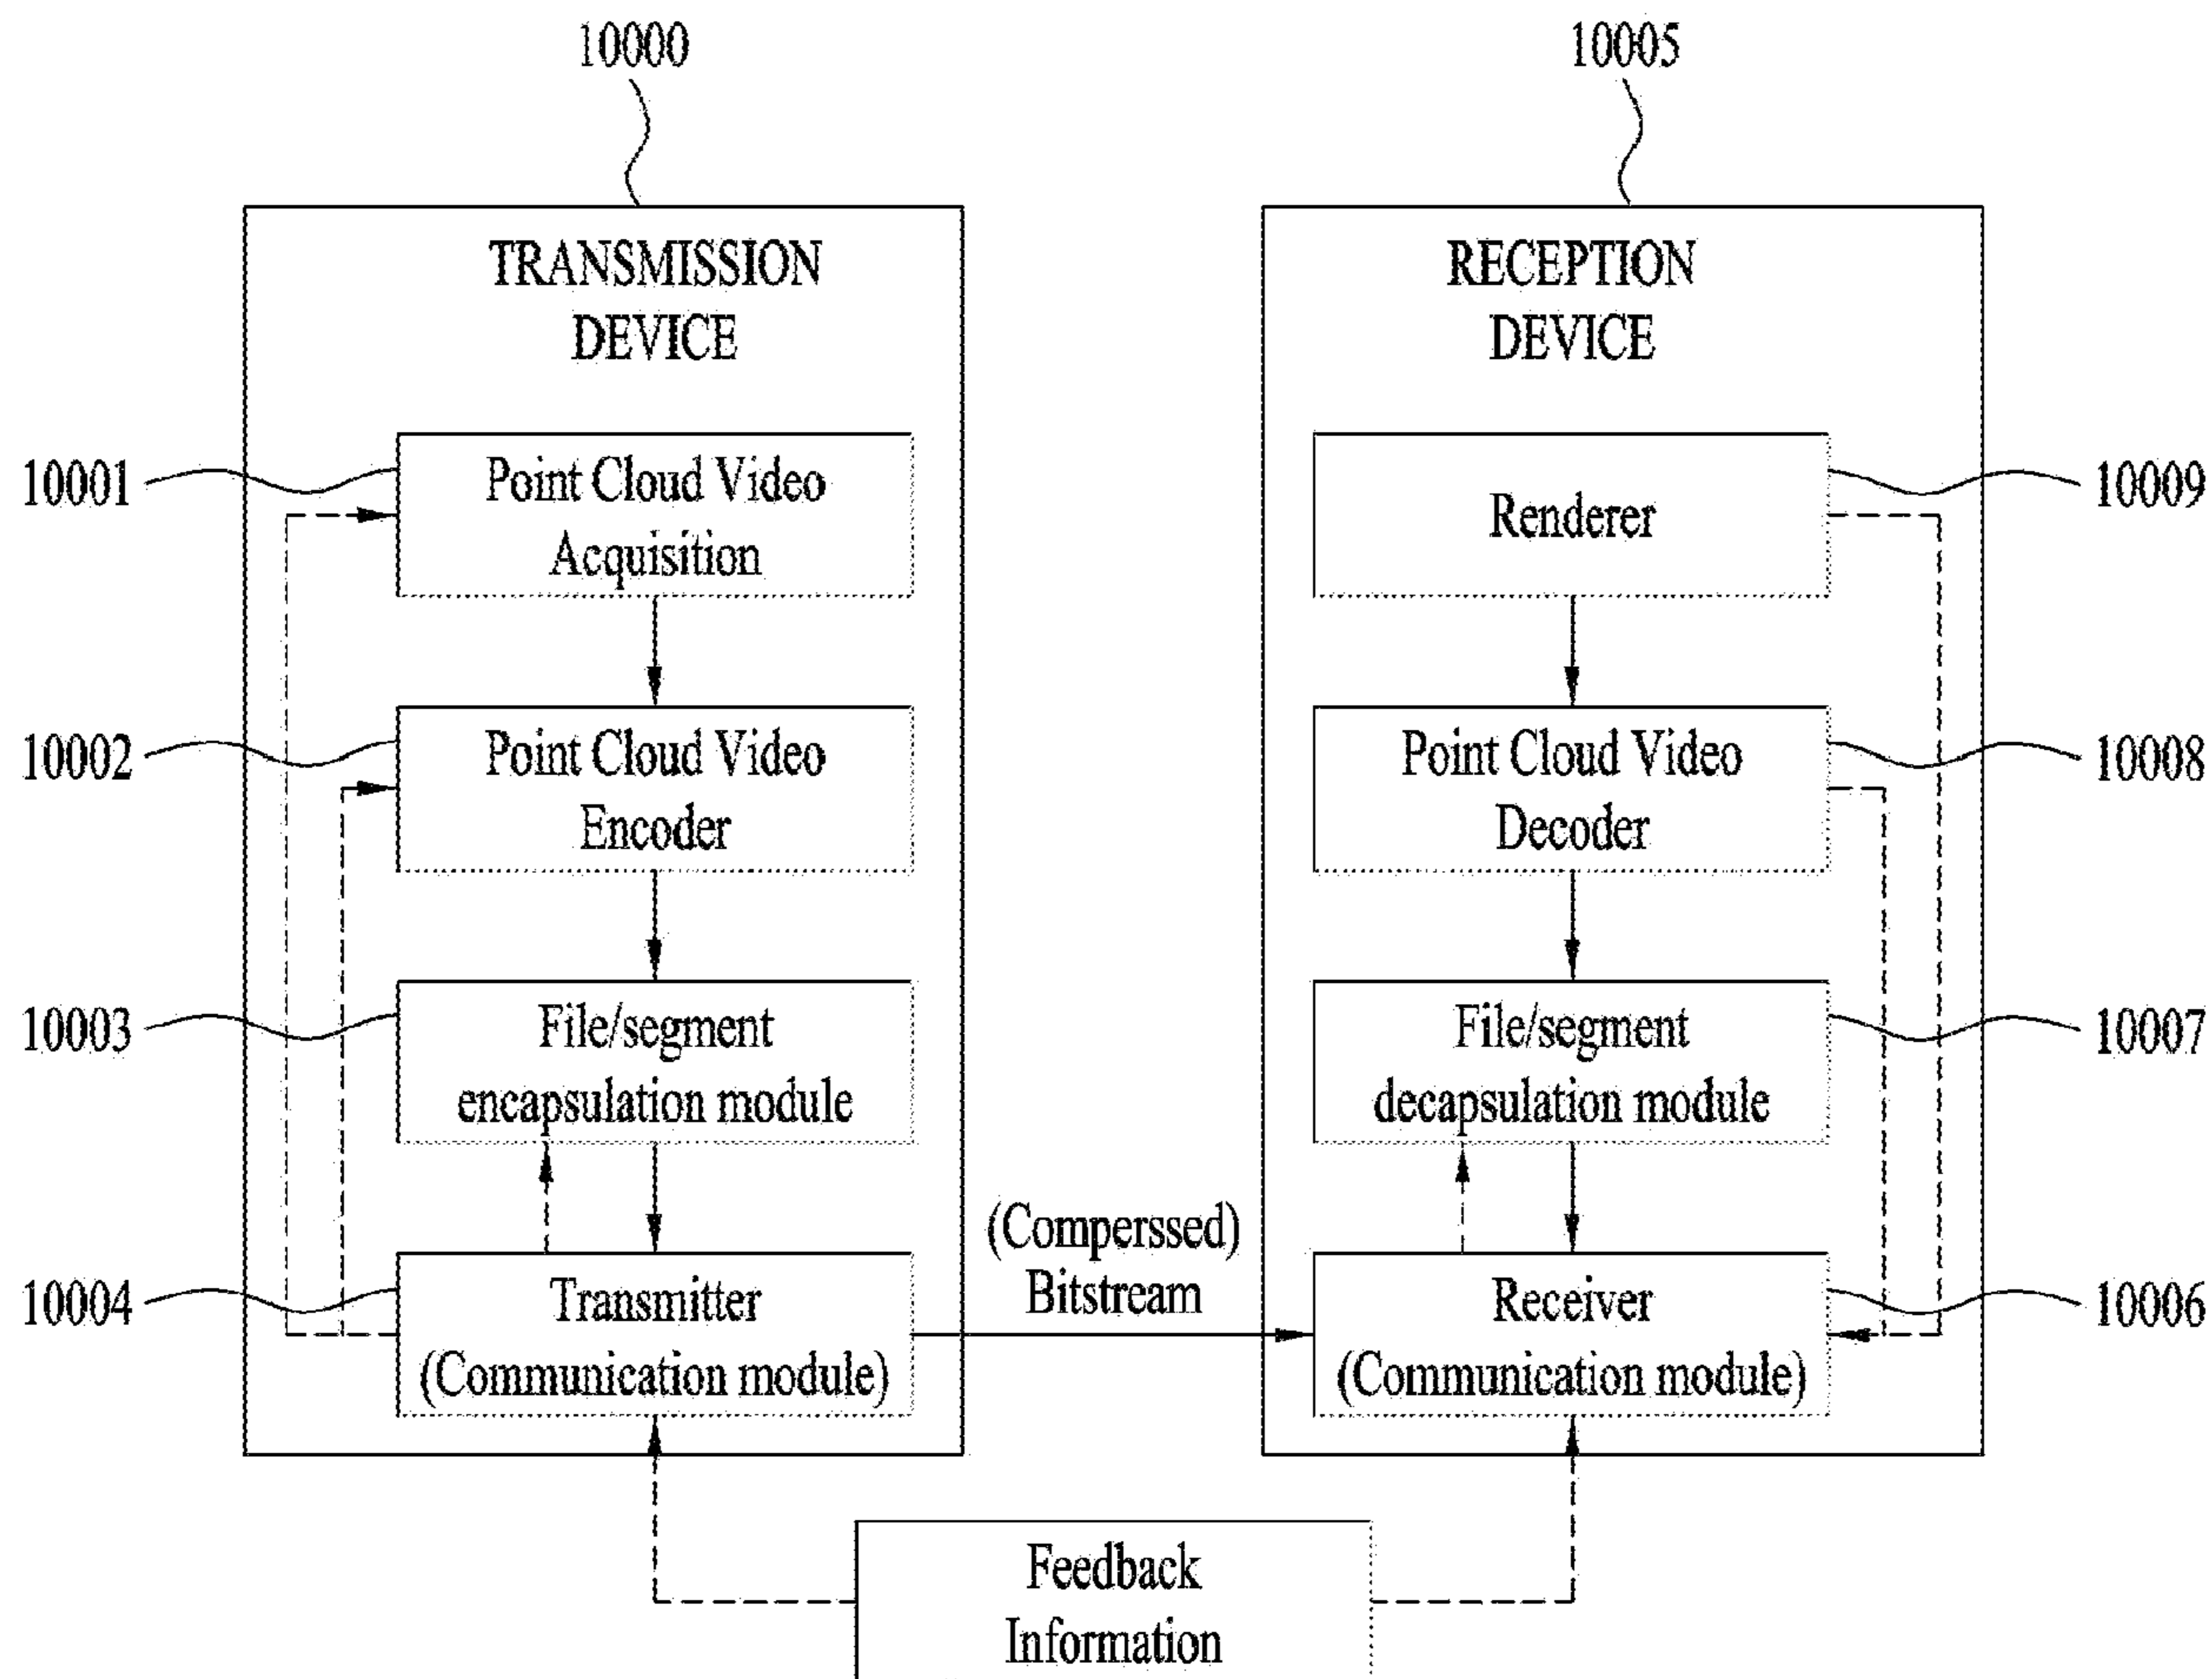 10000
10005
TRANSMISSION
DEVICE
RECEPTION
DEVICE
10001
Point Cloud Video
Acquisition
Renderer
10009
10002
Point Cloud Video
Encoder
Point Cloud Video
Decoder
10008
10003
File/segment
encapsulation module
File/segment
decapsulation module
10007
(Comperssed)
Bitstream
10004
Transmitter
(Communication module)
Receiver
(Communication module)
10006
Feedback
Information